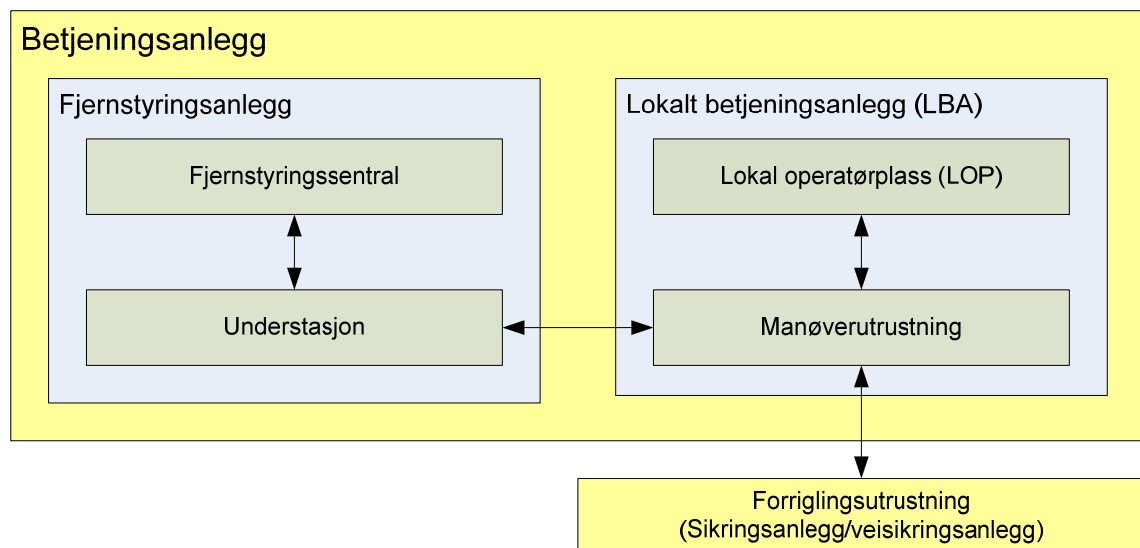 Betjeningsanlegg
Fjernstyringsanlegg
Fjernstyringssentral
Understasjon
Lokalt betjeningsanlegg (LBA)
Lokal operatørplass (LOP)
Manøverutrustning
Forriglingsutrustning
(Sikringsanlegg/veisikringsanlegg)